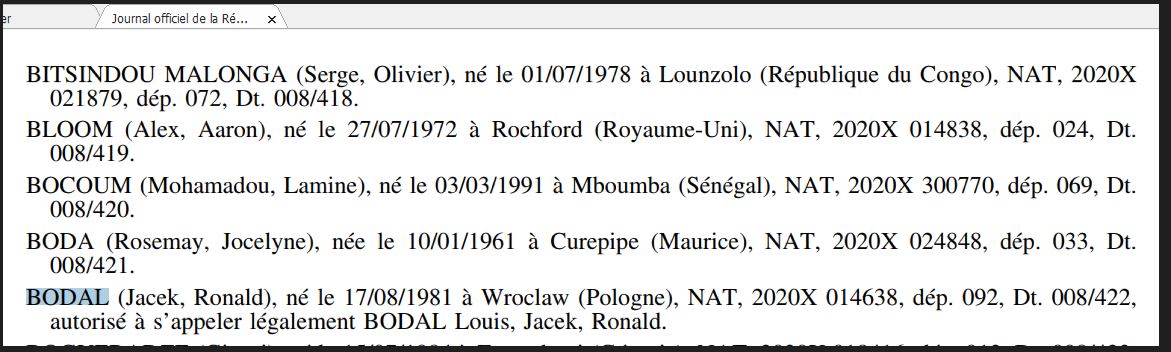 er
Journal officiel de la Ré...
BITSINDOU MALONGA (Serge, Olivier), né le 01/07/1978 à Lounzolo (République du Congo), NAT, 2020X
021879, dép. 072, Dt. 008/418.
BLOOM (Alex, Aaron), né le 27/07/1972 à Rochford (Royaume-Uni), NAT, 2020X 014838, dép. 024, Dt.
008/419.
BOCOUM (Mohamadou, Lamine), né le 03/03/1991 à Mboumba (Sénégal), NAT, 2020X 300770, dép. 069, Dt.
008/420.
BODA (Rosemay, Jocelyne), née le 10/01/1961 à Curepipe (Maurice), NAT, 2020X 024848, dép. 033, Dt.
008/421.
BODAL (Jacek, Ronald), né le 17/08/1981 à Wroclaw (Pologne), NAT, 2020X 014638, dép. 092, Dt. 008/422,
autorisé à s’appeler légalement BODAL Louis, Jacek, Ronald.